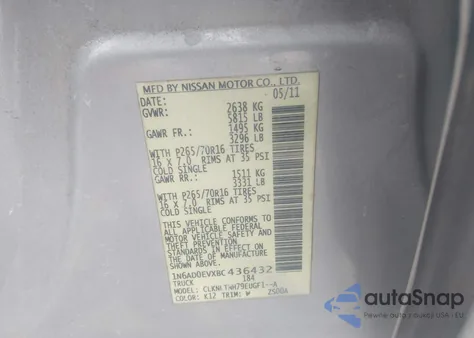 MFD BY NISSAN MOTOR CO., LTD.
DATE: 05/11
GVWR: 2638 KG
5815 LB
GAWR FR.: 1495 KG
3296 LB
WITH P265/70R16 TIRES
16 X 7.0 RIMS AT 35 PSI
COLD SINGLE
GAWR RR.: 1511 KG
3331 LB
WITH P265/70R16 TIRES
16 X 7.0 RIMS AT 35 PSI
COLD SINGLE
THIS VEHICLE CONFORMS TO
ALL APPLICABLE FEDERAL
MOTOR VEHICLE SAFETY AND
THEFT PREVENTION
STANDARDS IN EFFECT ON
THE DATE OF MANUFACTURE
SHOWN ABOVE.
1N6AD0EVXBC436432
TRUCK 184
MODEL:
COLOR: K12 TRIM: W
autoSnap
Cars from USA & EU